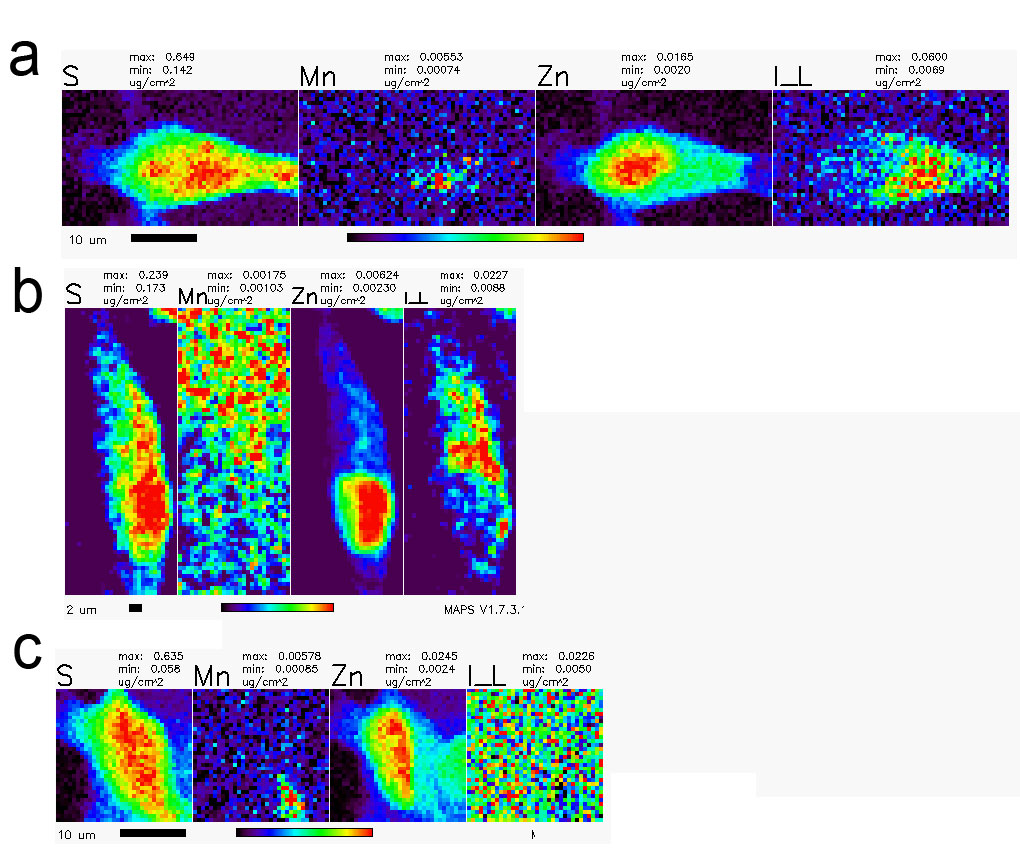 a
S max: 0.649 min: 0.142 ug/cm^2
Mn max: 0.00553 min: 0.00074 ug/cm^2
Zn max: 0.0165 min: 0.0020 ug/cm^2
I_L max: 0.0600 min: 0.0069 ug/cm^2
10 um
b
S max: 0.239 min: 0.173 ug/cm^2
Mn max: 0.00175 min: 0.00103 ug/cm^2
Zn max: 0.00624 min: 0.00230 ug/cm^2
I_L max: 0.0227 min: 0.0088 ug/cm^2
2 um
MAPS V1.7.3.
c
S max: 0.635 min: 0.058 ug/cm^2
Mn max: 0.00578 min: 0.00085 ug/cm^2
Zn max: 0.0245 min: 0.0024 ug/cm^2
I_L max: 0.0226 min: 0.0050 ug/cm^2
10 um